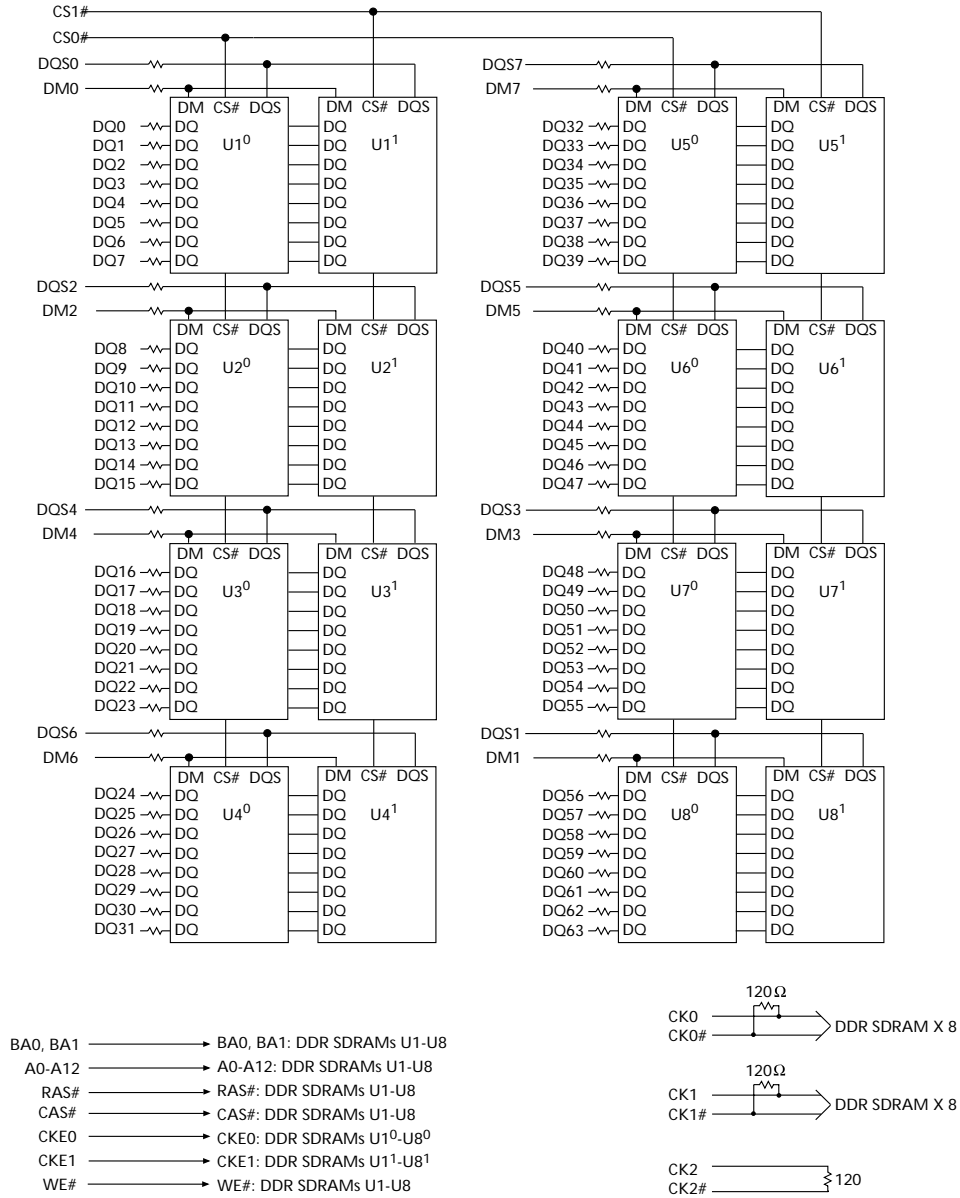 CS1#
CS0#
DQS0
DM0
DM CS# DQS DM CS# DQS
DQ0 DQ U1⁰ DQ U1¹
DQ1 DQ DQ
DQ2 DQ DQ
DQ3 DQ DQ
DQ4 DQ DQ
DQ5 DQ DQ
DQ6 DQ DQ
DQ7 DQ DQ
DQS2
DM2
DM CS# DQS DM CS# DQS
DQ8 DQ U2⁰ DQ U2¹
DQ9 DQ DQ
DQ10 DQ DQ
DQ11 DQ DQ
DQ12 DQ DQ
DQ13 DQ DQ
DQ14 DQ DQ
DQ15 DQ DQ
DQS4
DM4
DM CS# DQS DM CS# DQS
DQ16 DQ U3⁰ DQ U3¹
DQ17 DQ DQ
DQ18 DQ DQ
DQ19 DQ DQ
DQ20 DQ DQ
DQ21 DQ DQ
DQ22 DQ DQ
DQ23 DQ DQ
DQS6
DM6
DM CS# DQS DM CS# DQS
DQ24 DQ U4⁰ DQ U4¹
DQ25 DQ DQ
DQ26 DQ DQ
DQ27 DQ DQ
DQ28 DQ DQ
DQ29 DQ DQ
DQ30 DQ DQ
DQ31 DQ DQ
DQS7
DM7
DM CS# DQS DM CS# DQS
DQ32 DQ U5⁰ DQ U5¹
DQ33 DQ DQ
DQ34 DQ DQ
DQ35 DQ DQ
DQ36 DQ DQ
DQ37 DQ DQ
DQ38 DQ DQ
DQ39 DQ DQ
DQS5
DM5
DM CS# DQS DM CS# DQS
DQ40 DQ U6⁰ DQ U6¹
DQ41 DQ DQ
DQ42 DQ DQ
DQ43 DQ DQ
DQ44 DQ DQ
DQ45 DQ DQ
DQ46 DQ DQ
DQ47 DQ DQ
DQS3
DM3
DM CS# DQS DM CS# DQS
DQ48 DQ U7⁰ DQ U7¹
DQ49 DQ DQ
DQ50 DQ DQ
DQ51 DQ DQ
DQ52 DQ DQ
DQ53 DQ DQ
DQ54 DQ DQ
DQ55 DQ DQ
DQS1
DM1
DM CS# DQS DM CS# DQS
DQ56 DQ U8⁰ DQ U8¹
DQ57 DQ DQ
DQ58 DQ DQ
DQ59 DQ DQ
DQ60 DQ DQ
DQ61 DQ DQ
DQ62 DQ DQ
DQ63 DQ DQ
BA0, BA1 BA0, BA1: DDR SDRAMs U1-U8
A0-A12 A0-A12: DDR SDRAMs U1-U8
RAS# RAS#: DDR SDRAMs U1-U8
CAS# CAS#: DDR SDRAMs U1-U8
CKE0 CKE0: DDR SDRAMs U1⁰-U8⁰
CKE1 CKE1: DDR SDRAMs U1¹-U8¹
WE# WE#: DDR SDRAMs U1-U8
120Ω
CK0
CK0# DDR SDRAM X 8
120Ω
CK1
CK1# DDR SDRAM X 8
CK2
CK2# 120